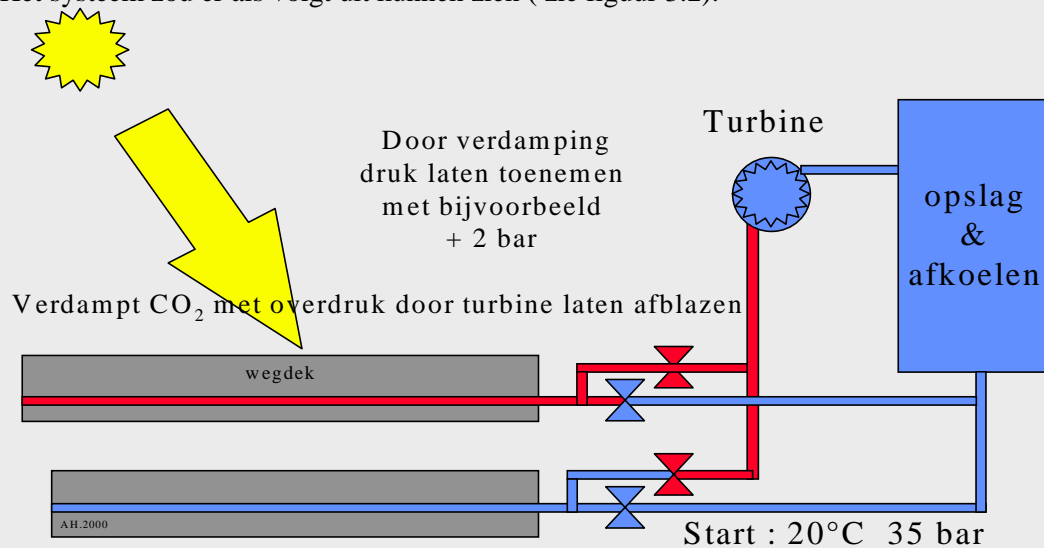 Het systeem zou er als volgt uit kunnen zien ( zie figuur 3.2).
Turbine
Door verdamping
druk laten toenemen
met bijvoorbeeld
+ 2 bar
opslag
&
afkoelen
Verdampt CO₂ met overdruk door turbine laten afblazen
wegdek
AH.2000
Start : 20°C 35 bar